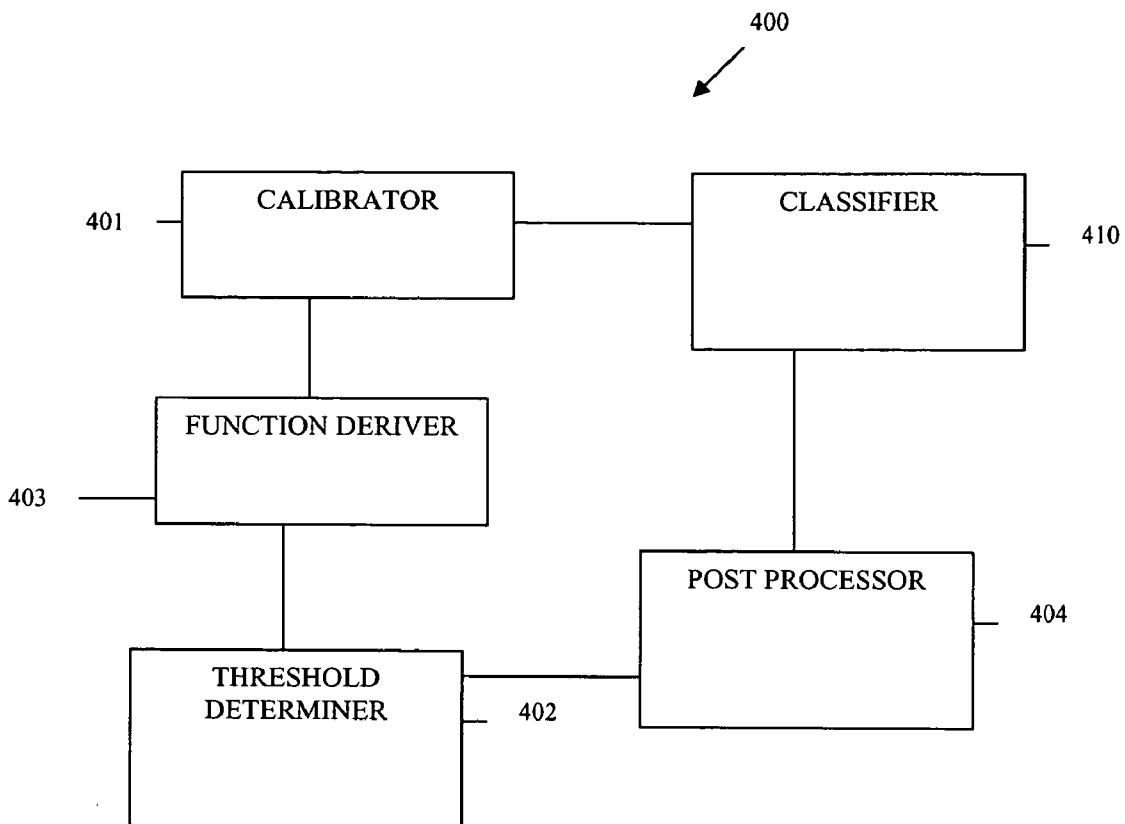 400
CALIBRATOR
CLASSIFIER
401
410
FUNCTION DERIVER
403
POST PROCESSOR
404
THRESHOLD
DETERMINER
402